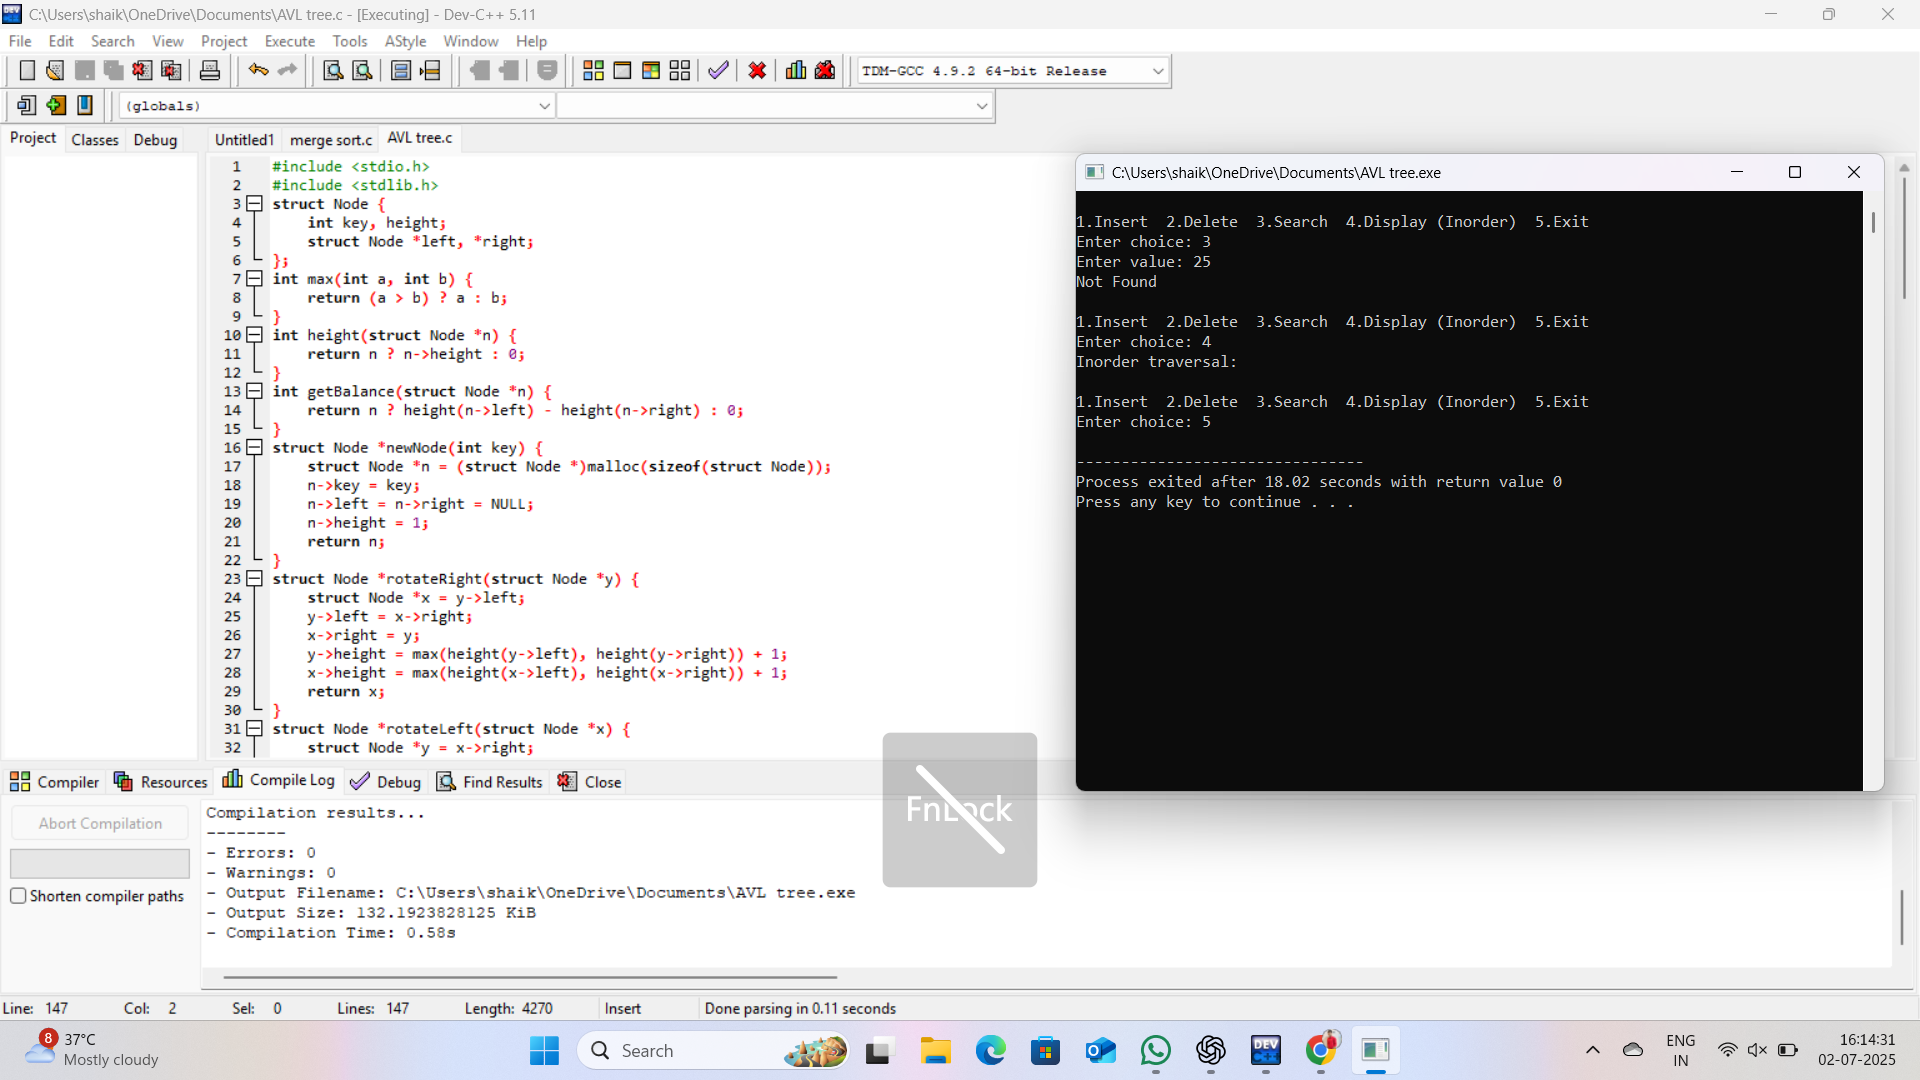 C:\Users\shaik\OneDrive\Documents\AVL tree.c - [Executing] - Dev-C++ 5.11
File Edit Search View Project Execute Tools AStyle Window Help
TDM-GCC 4.9.2 64-bit Release
(globals)
Project Classes Debug
Untitled1 merge sort.c AVL tree.c
1 #include <stdio.h>
2 #include <stdlib.h>
3 struct Node {
4 int key, height;
5 struct Node *left, *right;
6 };
7 int max(int a, int b) {
8 return (a > b) ? a : b;
9 }
10 int height(struct Node *n) {
11 return n ? n->height : 0;
12 }
13 int getBalance(struct Node *n) {
14 return n ? height(n->left) - height(n->right) : 0;
15 }
16 struct Node *newNode(int key) {
17 struct Node *n = (struct Node *)malloc(sizeof(struct Node));
18 n->key = key;
19 n->left = n->right = NULL;
20 n->height = 1;
21 return n;
22 }
23 struct Node *rotateRight(struct Node *y) {
24 struct Node *x = y->left;
25 y->left = x->right;
26 x->right = y;
27 y->height = max(height(y->left), height(y->right)) + 1;
28 x->height = max(height(x->left), height(x->right)) + 1;
29 return x;
30 }
31 struct Node *rotateLeft(struct Node *x) {
32 struct Node *y = x->right;
C:\Users\shaik\OneDrive\Documents\AVL tree.exe
1.Insert 2.Delete 3.Search 4.Display (Inorder) 5.Exit
Enter choice: 3
Enter value: 25
Not Found
1.Insert 2.Delete 3.Search 4.Display (Inorder) 5.Exit
Enter choice: 4
Inorder traversal:
1.Insert 2.Delete 3.Search 4.Display (Inorder) 5.Exit
Enter choice: 5
--------------------------------
Process exited after 18.02 seconds with return value 0
Press any key to continue . . .
FnLock
Compiler Resources Compile Log Debug Find Results Close
Abort Compilation
Shorten compiler paths
Compilation results...
--------
- Errors: 0
- Warnings: 0
- Output Filename: C:\Users\shaik\OneDrive\Documents\AVL tree.exe
- Output Size: 132.1923828125 KiB
- Compilation Time: 0.58s
Line: 147 Col: 2 Sel: 0 Lines: 147 Length: 4270 Insert Done parsing in 0.11 seconds
8
37°C
Mostly cloudy
Search
DEV
C++
ENG
IN
16:14:31
02-07-2025